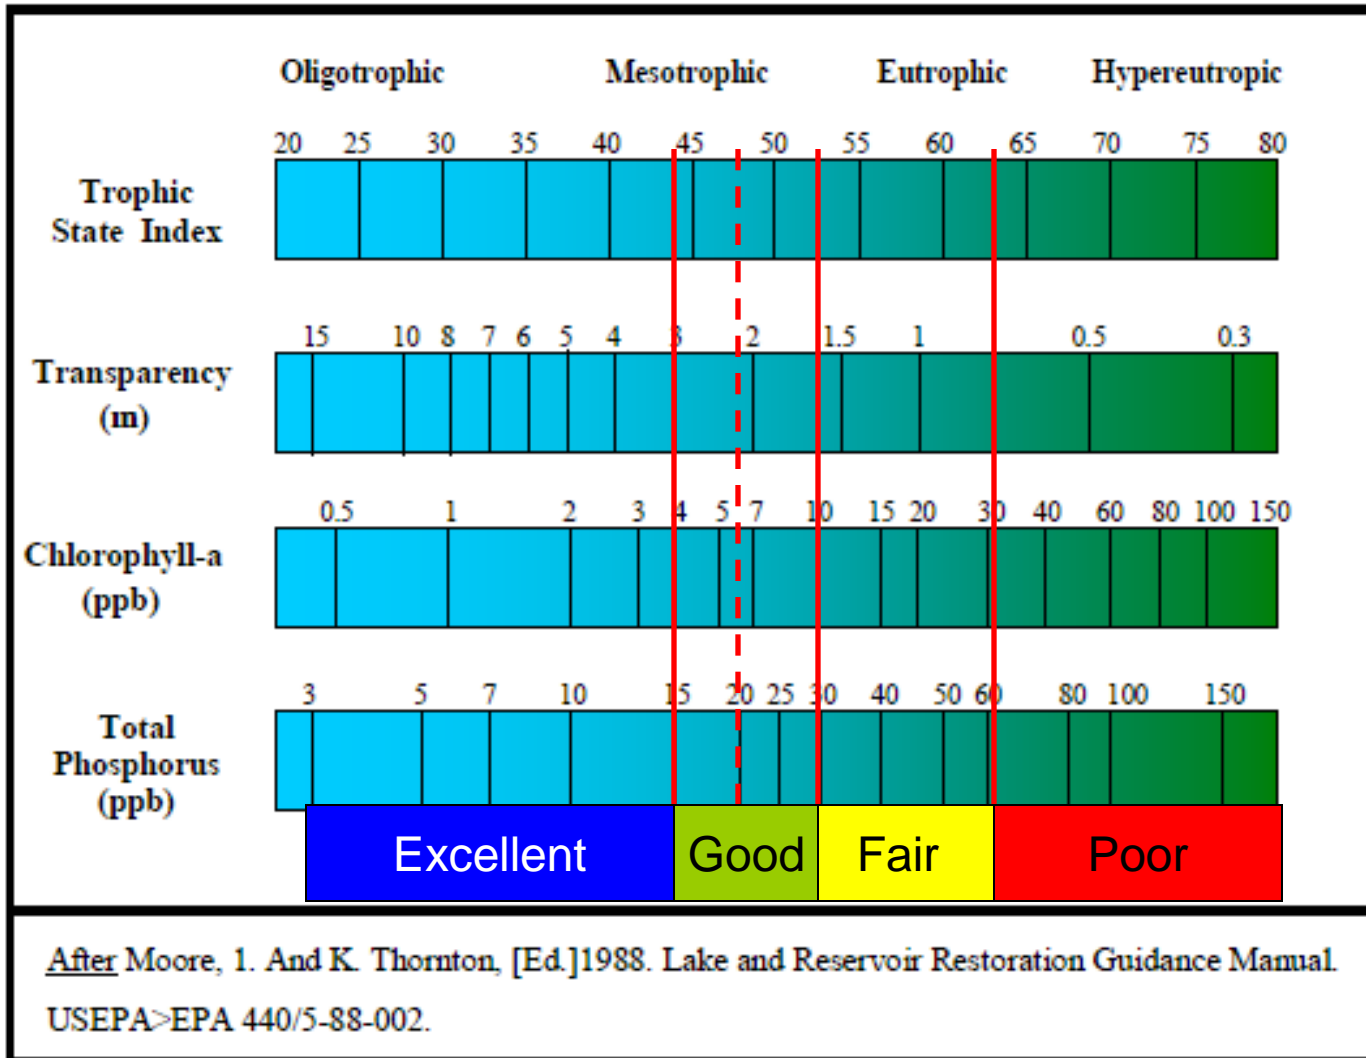 Oligotrophic Mesotrophic Eutrophic Hypereutropic
20 25 30 35 40 45 50 55 60 65 70 75 80
Trophic
State Index
15 10 8 7 6 5 4 3 2 1.5 1 0.5 0.3
Transparency
(m)
0.5 1 2 3 4 5 7 10 15 20 30 40 60 80 100 150
Chlorophyll-a
(ppb)
3 5 7 10 15 20 25 30 40 50 60 80 100 150
Total
Phosphorus
(ppb)
Excellent Good Fair Poor
After Moore, 1. And K. Thornton, [Ed.]1988. Lake and Reservoir Restoration Guidance Manual.
USEPA>EPA 440/5-88-002.